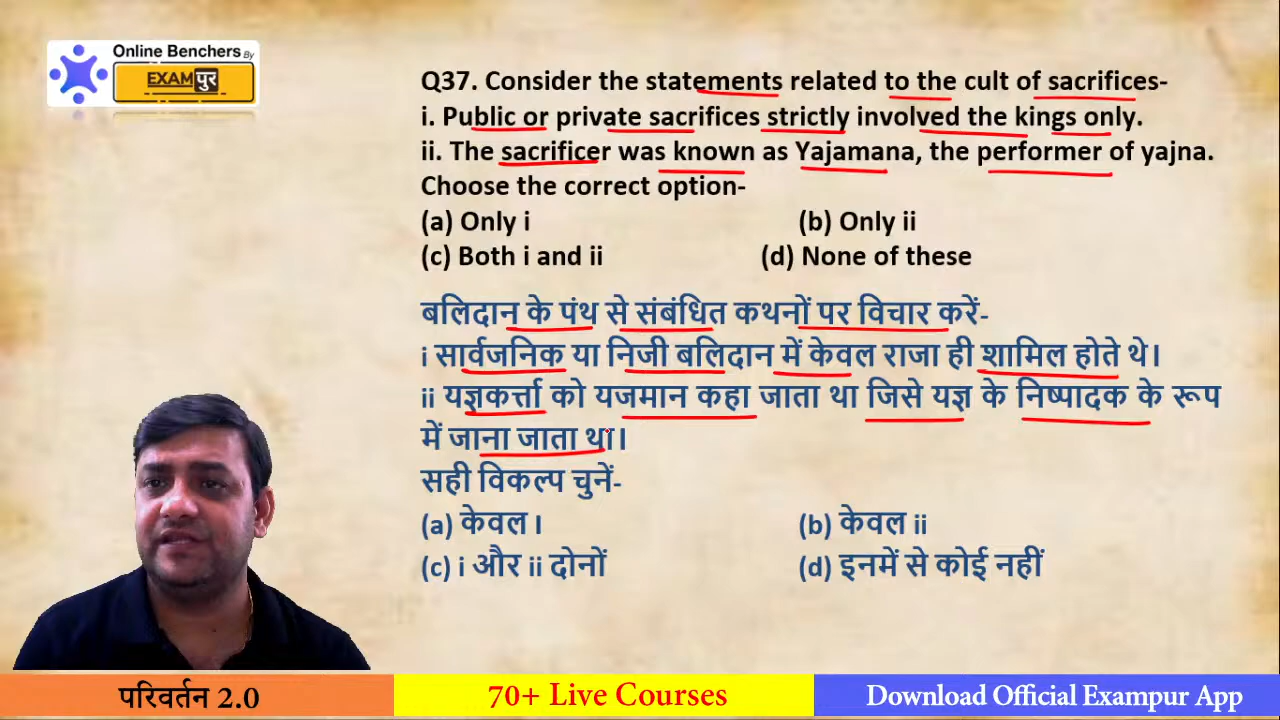 Online Benchers By
EXAMपुर
Q37. Consider the statements related to the cult of sacrifices-
i. Public or private sacrifices strictly involved the kings only.
ii. The sacrificer was known as Yajamana, the performer of yajna.
Choose the correct option-
(a) Only i (b) Only ii
(c) Both i and ii (d) None of these
बलिदान के पंथ से संबंधित कथनों पर विचार करें-
i सार्वजनिक या निजी बलिदान में केवल राजा ही शामिल होते थे।
ii यज्ञकर्त्ता को यजमान कहा जाता था जिसे यज्ञ के निष्पादक के रूप
में जाना जाता था।
सही विकल्प चुनें-
(a) केवल I (b) केवल ii
(c) i और ii दोनों (d) इनमें से कोई नहीं
परिवर्तन 2.0 70+ Live Courses Download Official Exampur App